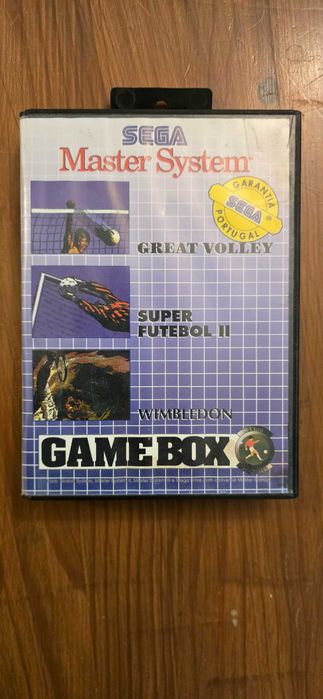 SEGA
Master System
GARANTIA
SEGA
PORTUGAL
GREAT VOLLEY
SUPER
FUTEBOL II
WIMBLEDON
GAME BOX